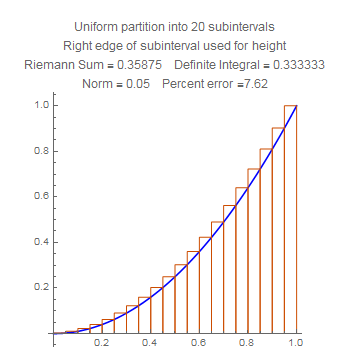 Uniform partition into 20 subintervals
Right edge of subinterval used for height
Riemann Sum = 0.35875 Definite Integral = 0.333333
Norm = 0.05 Percent error =7.62
1.0
0.8
0.6
0.4
0.2
0.2 0.4 0.6 0.8 1.0